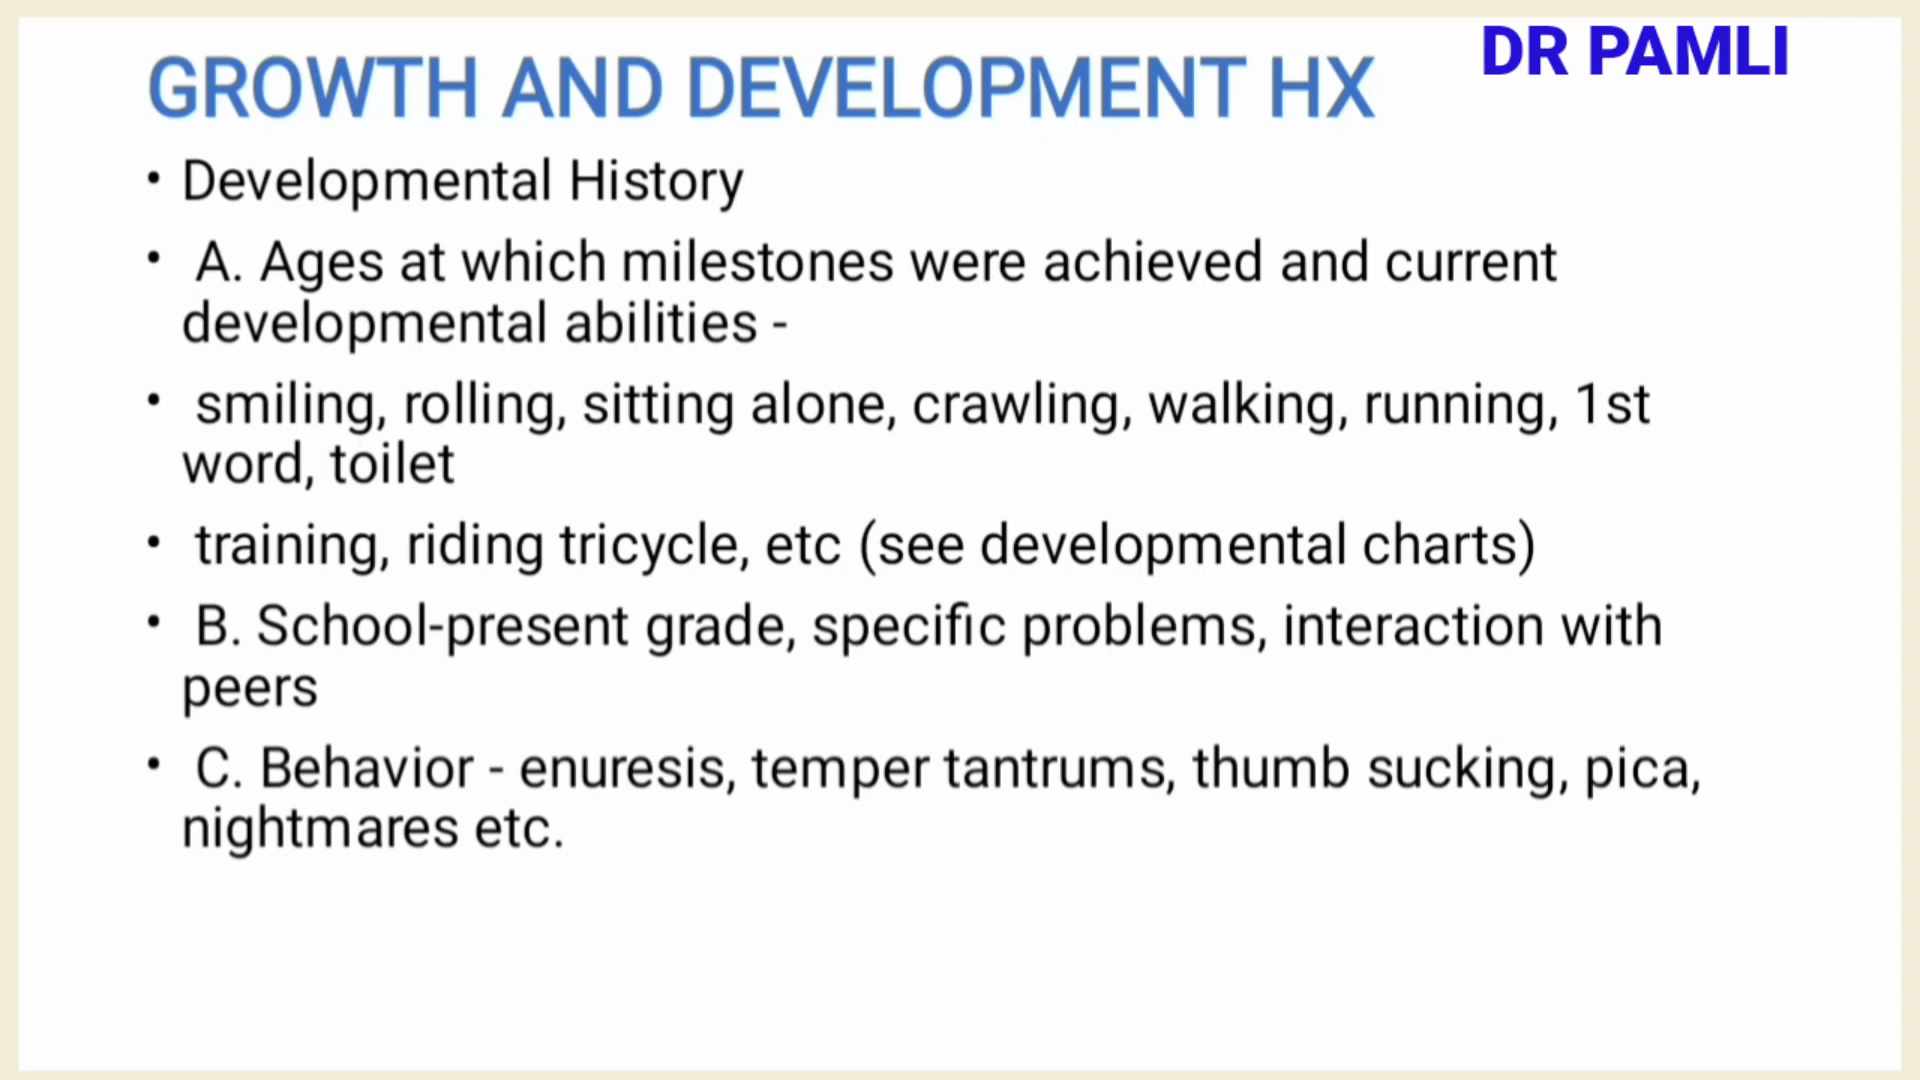 DR PAMLI
GROWTH AND DEVELOPMENT HX
• Developmental History
• A. Ages at which milestones were achieved and current
developmental abilities -
• smiling, rolling, sitting alone, crawling, walking, running, 1st
word, toilet
• training, riding tricycle, etc (see developmental charts)
• B. School-present grade, specific problems, interaction with
peers
• C. Behavior - enuresis, temper tantrums, thumb sucking, pica,
nightmares etc.